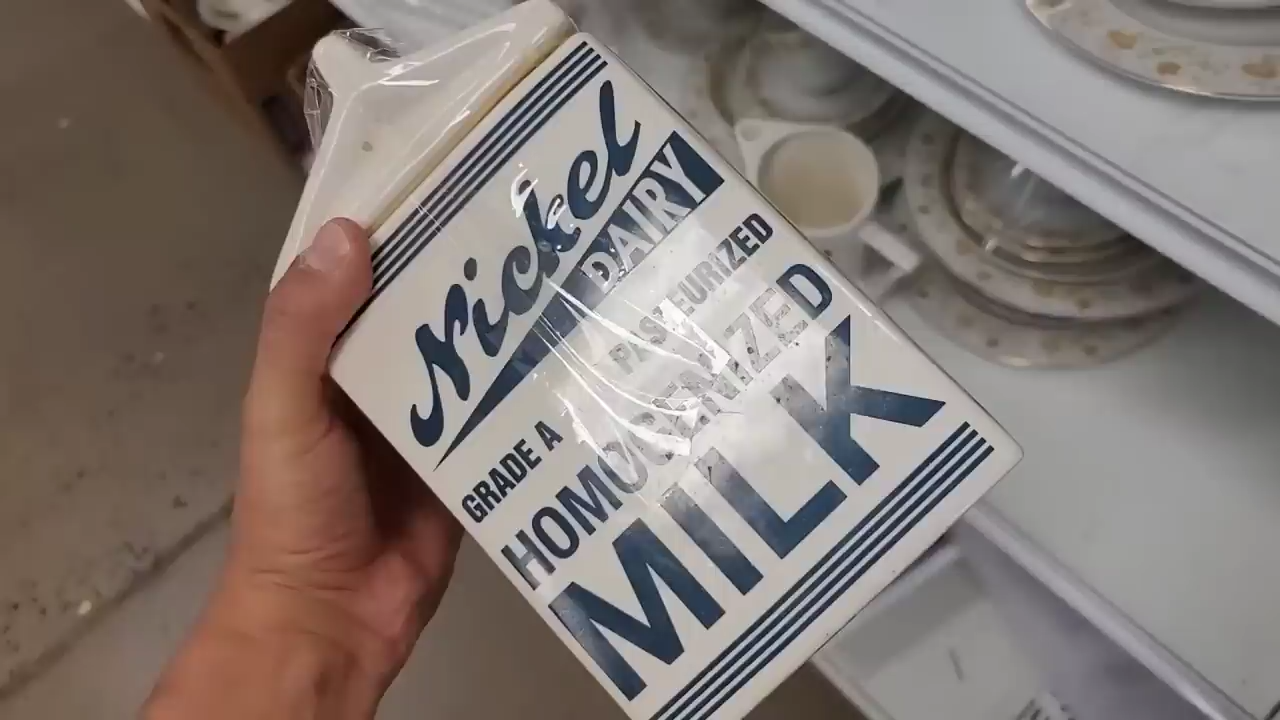 Nickel
DAIRY
GRADE A PASTEURIZED
HOMOGENIZED
MILK